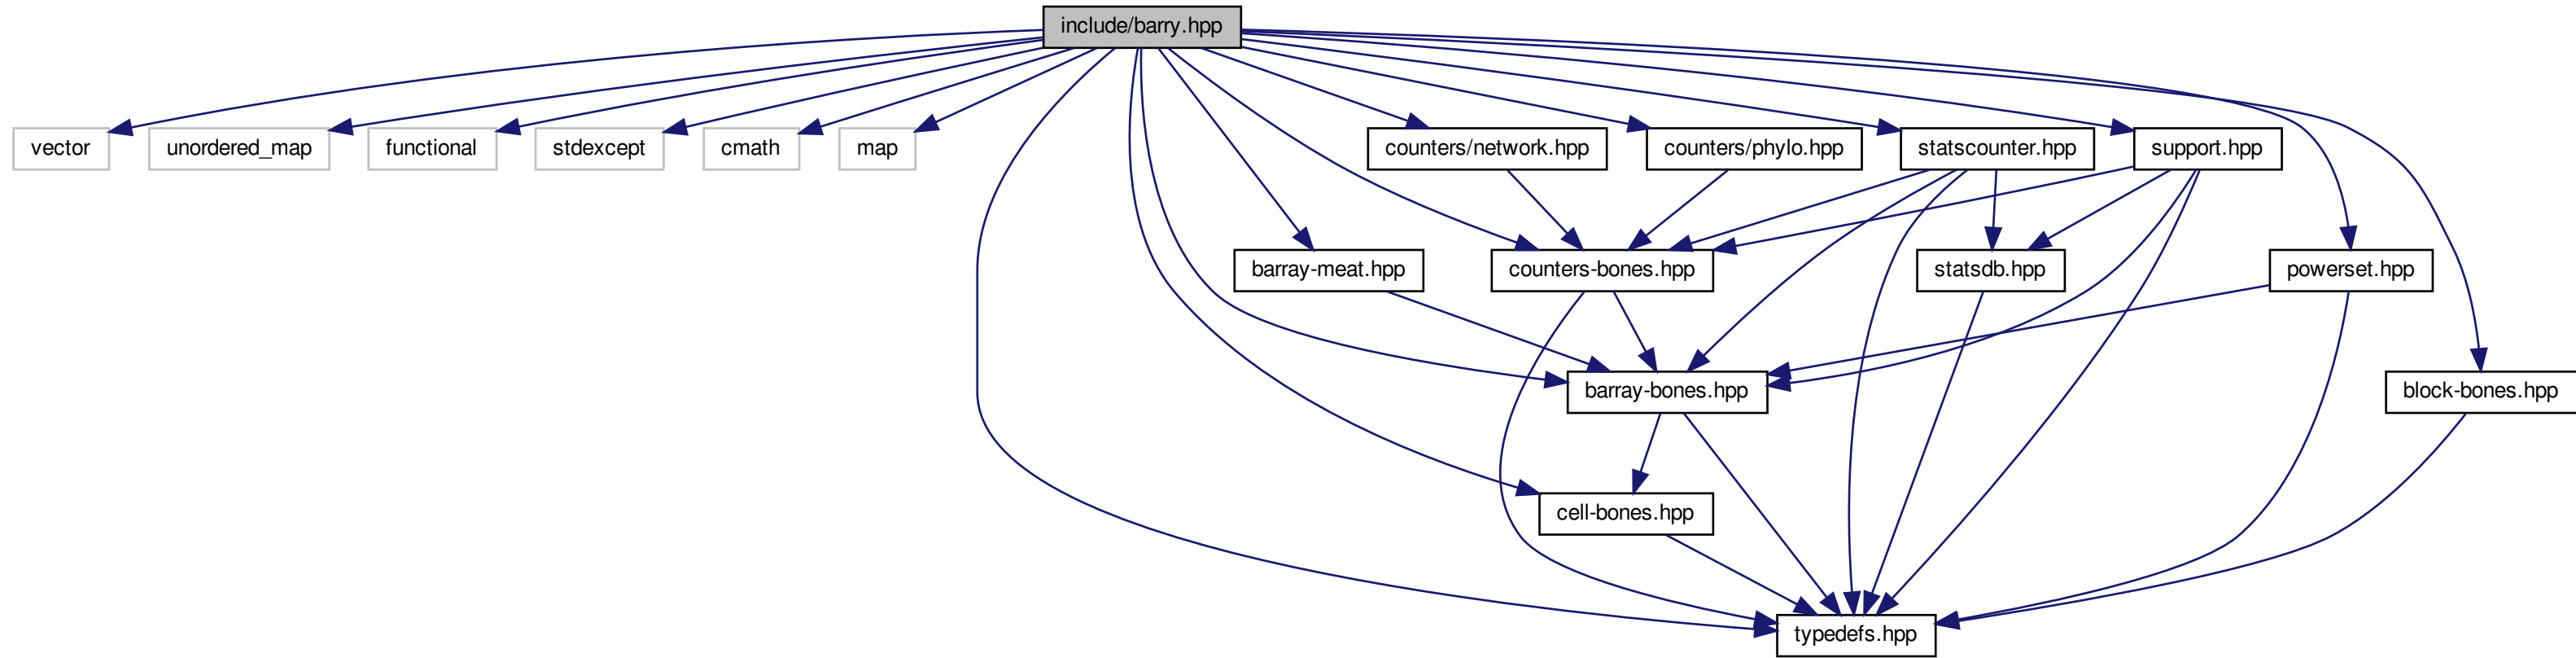 include/barry.hpp
vector
unordered_map
functional
stdexcept
cmath
map
counters/network.hpp
counters/phylo.hpp
statscounter.hpp
support.hpp
barray-meat.hpp
counters-bones.hpp
statsdb.hpp
powerset.hpp
barray-bones.hpp
block-bones.hpp
cell-bones.hpp
typedefs.hpp